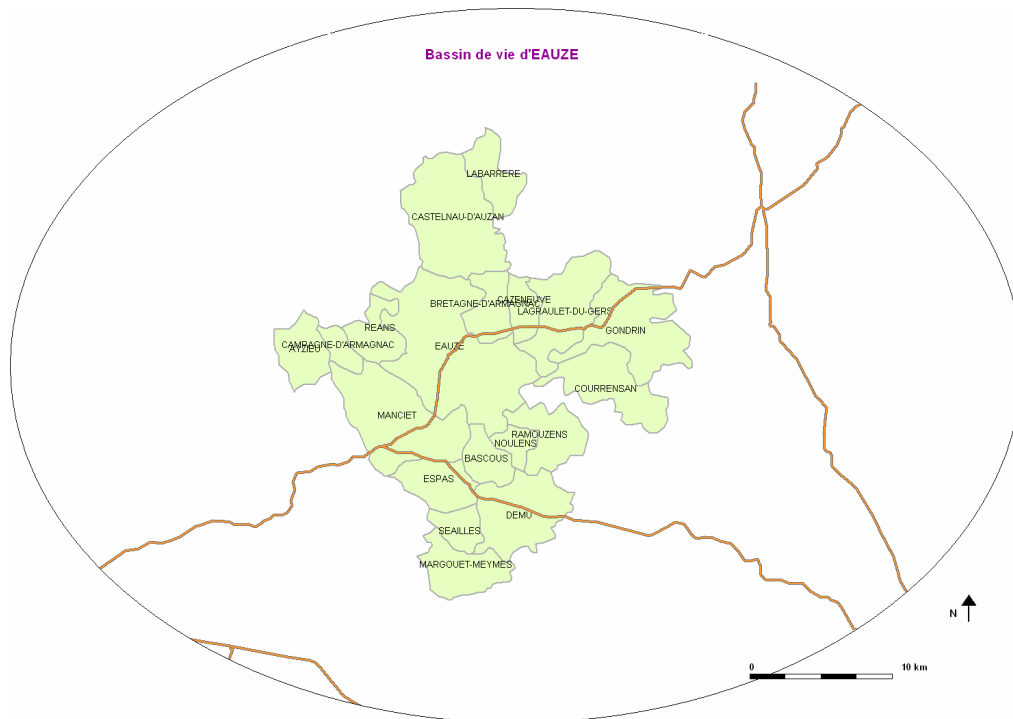 Bassin de vie d'EAUZE
LABARRERE
CASTELNAU-D'AUZAN
CAZENEUVE
BRETAGNE-D'ARMAGNAC
LAGRAULET-DU-GERS
REANS
GONDRIN
CAMPAGNE-D'ARMAGNAC
AYZIEU
EAUZE
COURRENSAN
MANCIET
RAMOUZENS
NOULENS
BASCOUS
ESPAS
DEMU
SEAILLES
MARGOUET-MEYMES
N
0 10 km